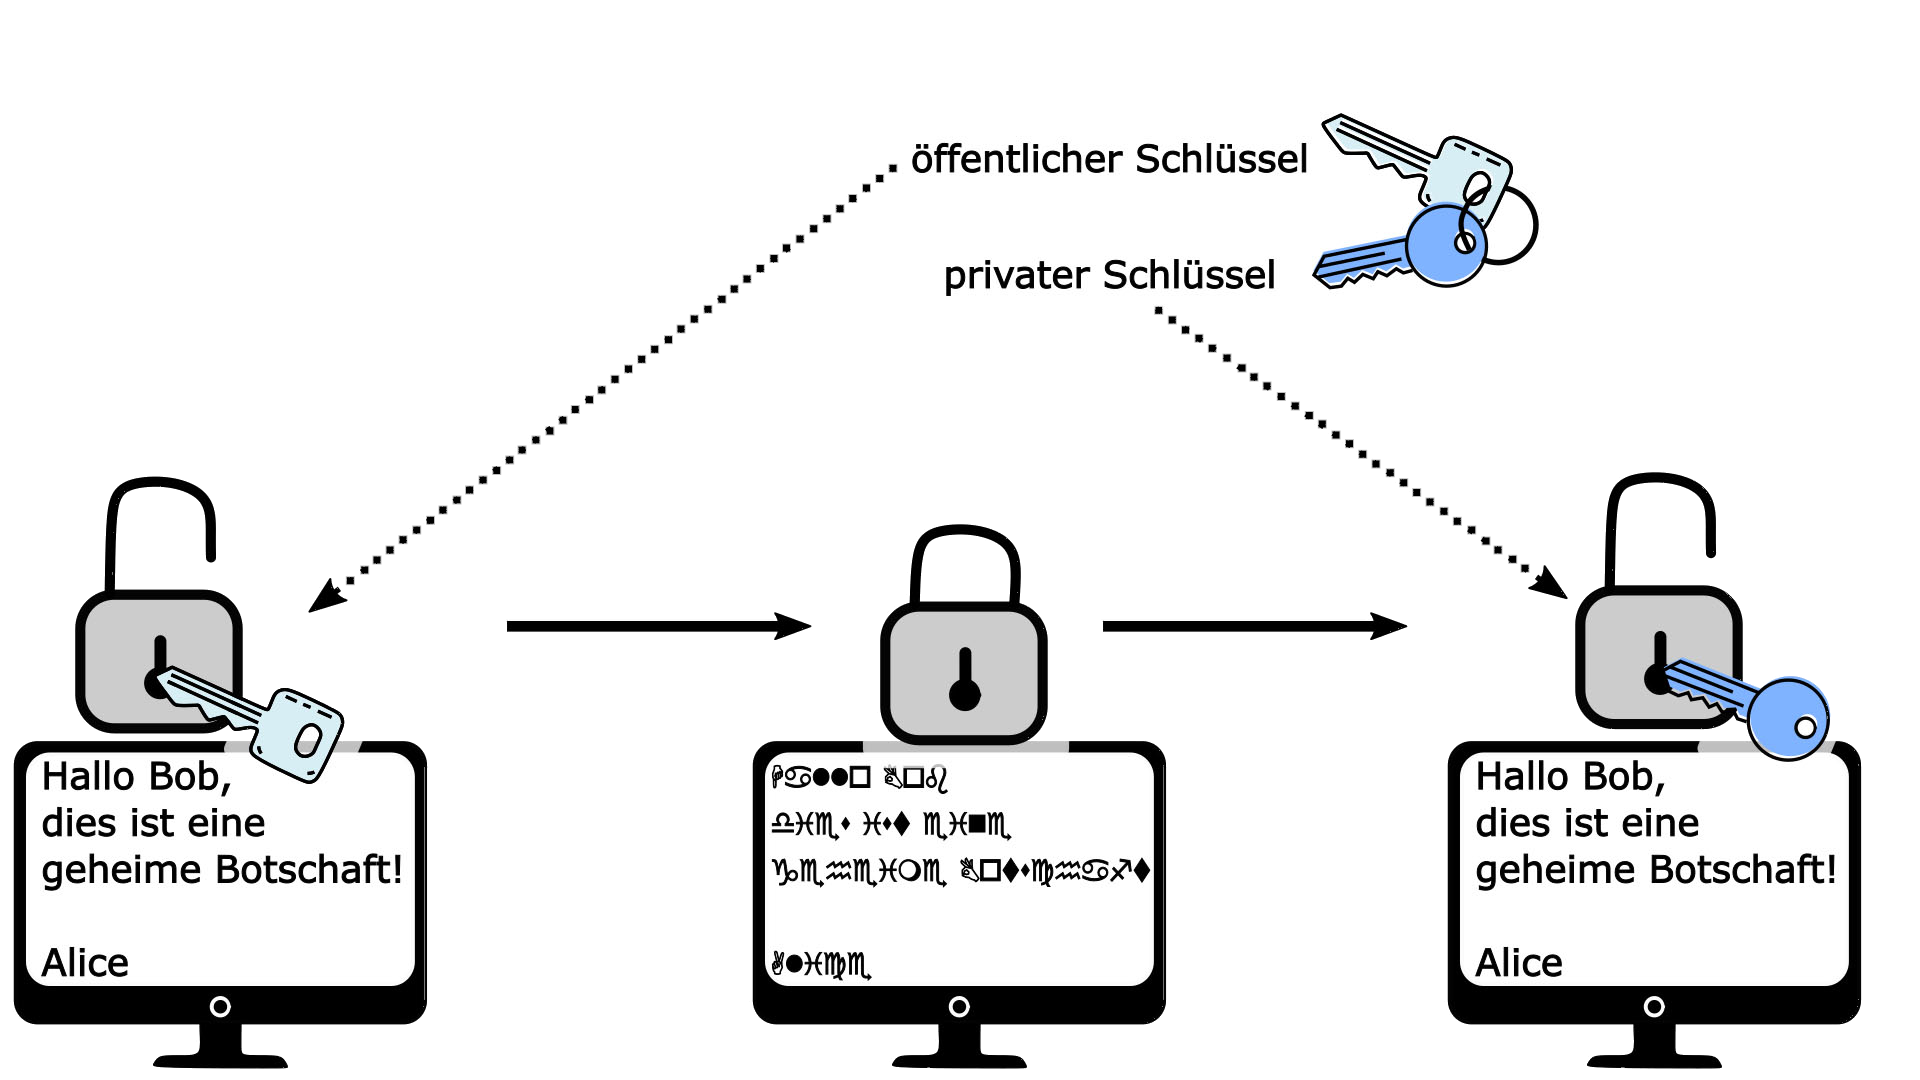 öffentlicher Schlüssel
privater Schlüssel
Hallo Bob,
dies ist eine
geheime Botschaft!
Alice
♒︎♋︎●︎●︎□︎ 👌︎□︎♌︎
♎︎♓︎♏︎⬧︎ ♓︎⬧︎⧫︎ ♏︎♓︎■︎♏︎
♑︎♏︎♒︎♏︎♓︎❍︎♏︎ 👌︎□︎⧫︎⬧︎♍︎♒︎♋︎♐︎⧫︎
✌︎●︎♓︎♍︎♏︎
Hallo Bob,
dies ist eine
geheime Botschaft!
Alice